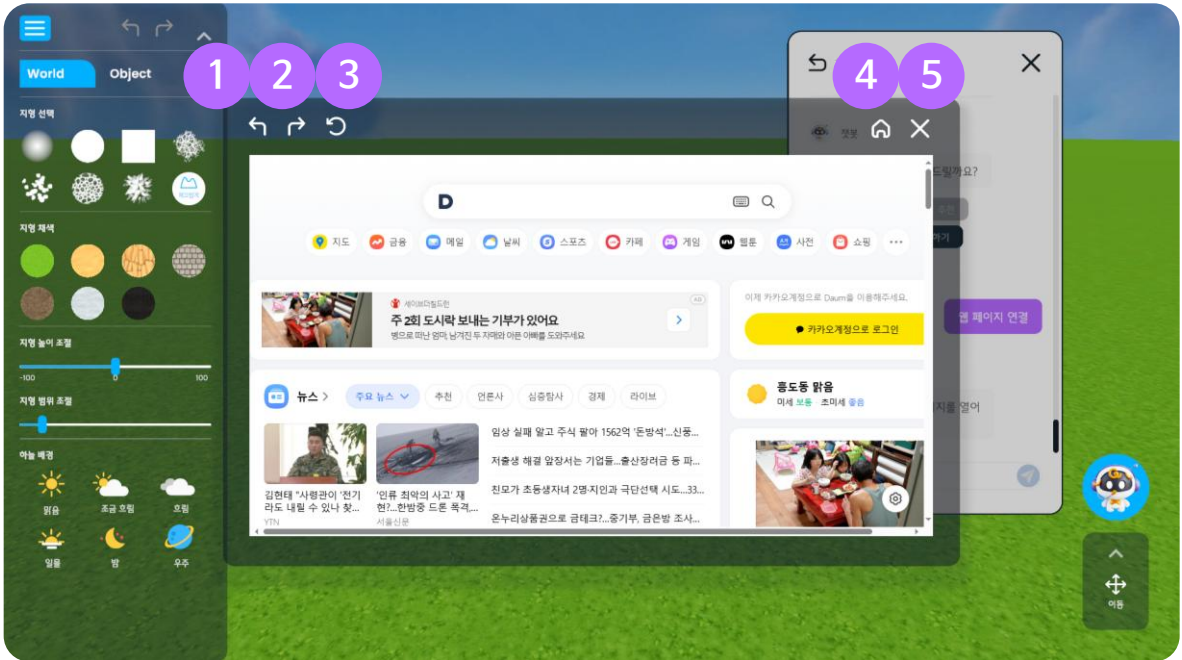 World Object
1 2 3 4 5
지형 선택
지형 채색
지형 높이 조절
-100 0 100
지형 범위 조절
하늘 배경
맑음 조금 흐림 흐림
일몰 밤 우주
챗봇
드릴까요?
하기
웹 페이지 연결
지를 열어
이동
D
지도 금융 메일 날씨 스포츠 카페 게임 웹툰 사전 쇼핑
세이브더칠드런
AD
주 2회 도시락 보내는 기부가 있어요
병으로 떠난 엄마, 남겨진 두 자매와 아픈 아빠를 도와주세요
이제 카카오계정으로 Daum을 이용해주세요.
카카오계정으로 로그인
뉴스 > 주요 뉴스 추천 언론사 심층탐사 경제 라이브
흥도동 맑음
미세 보통 · 초미세 좋음
임상 실패 알고 주식 팔아 1562억 '돈방석'...신풍...
저출생 해결 앞장서는 기업들...출산장려금 등 파...
친모가 초등생자녀 2명·지인과 극단선택 시도...33...
온누리상품권으로 금테크?...중기부, 금은방 조사...
김현태 "사령관이 '전기
라도 내릴 수 있나 찾...
YTN
'인류 최악의 사고' 재
현?...한밤중 드론 폭격,...
서울신문